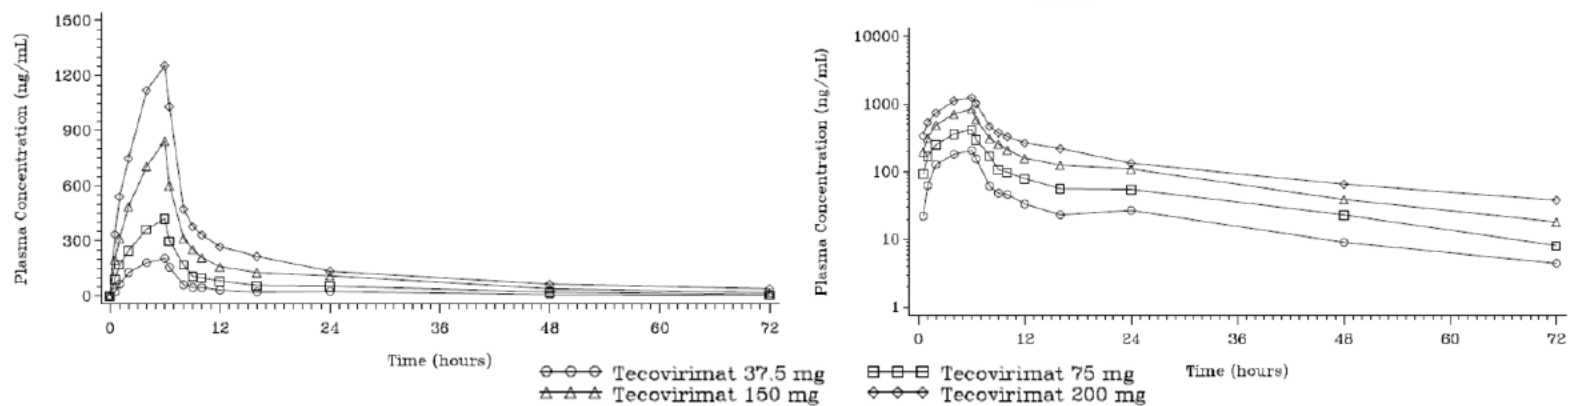 Plasma Concentration (ng/mL)
1500
1200
900
600
300
0
0 12 24 36 48 60 72
Time (hours)
Plasma Concentration (ng/mL)
10000
1000
100
10
1
0 12 24 36 48 60 72
Time (hours)
Tecovirimat 37.5 mg
Tecovirimat 75 mg
Tecovirimat 150 mg
Tecovirimat 200 mg